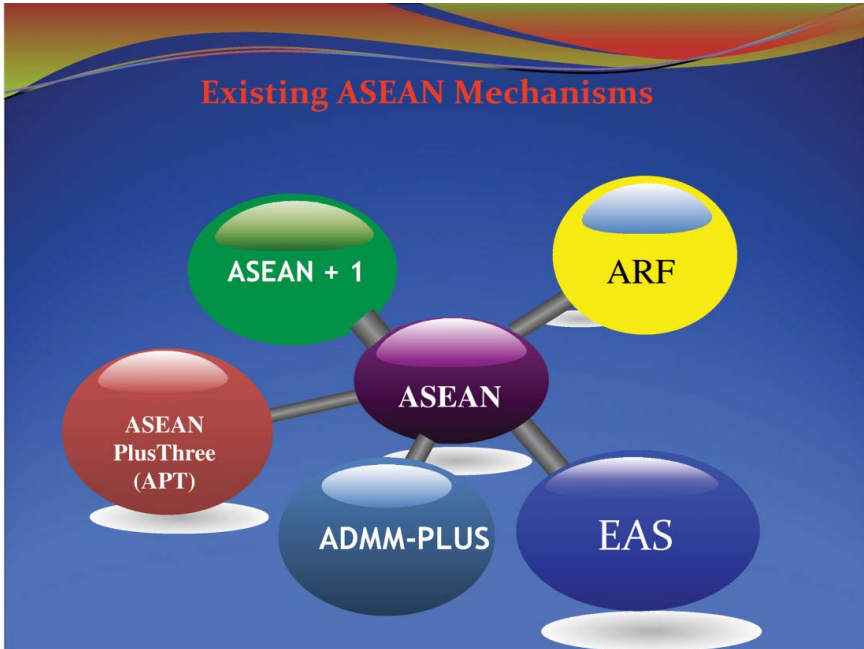 Existing ASEAN Mechanisms
ASEAN + 1
ARF
ASEAN
ASEAN
PlusThree
(APT)
ADMM-PLUS
EAS